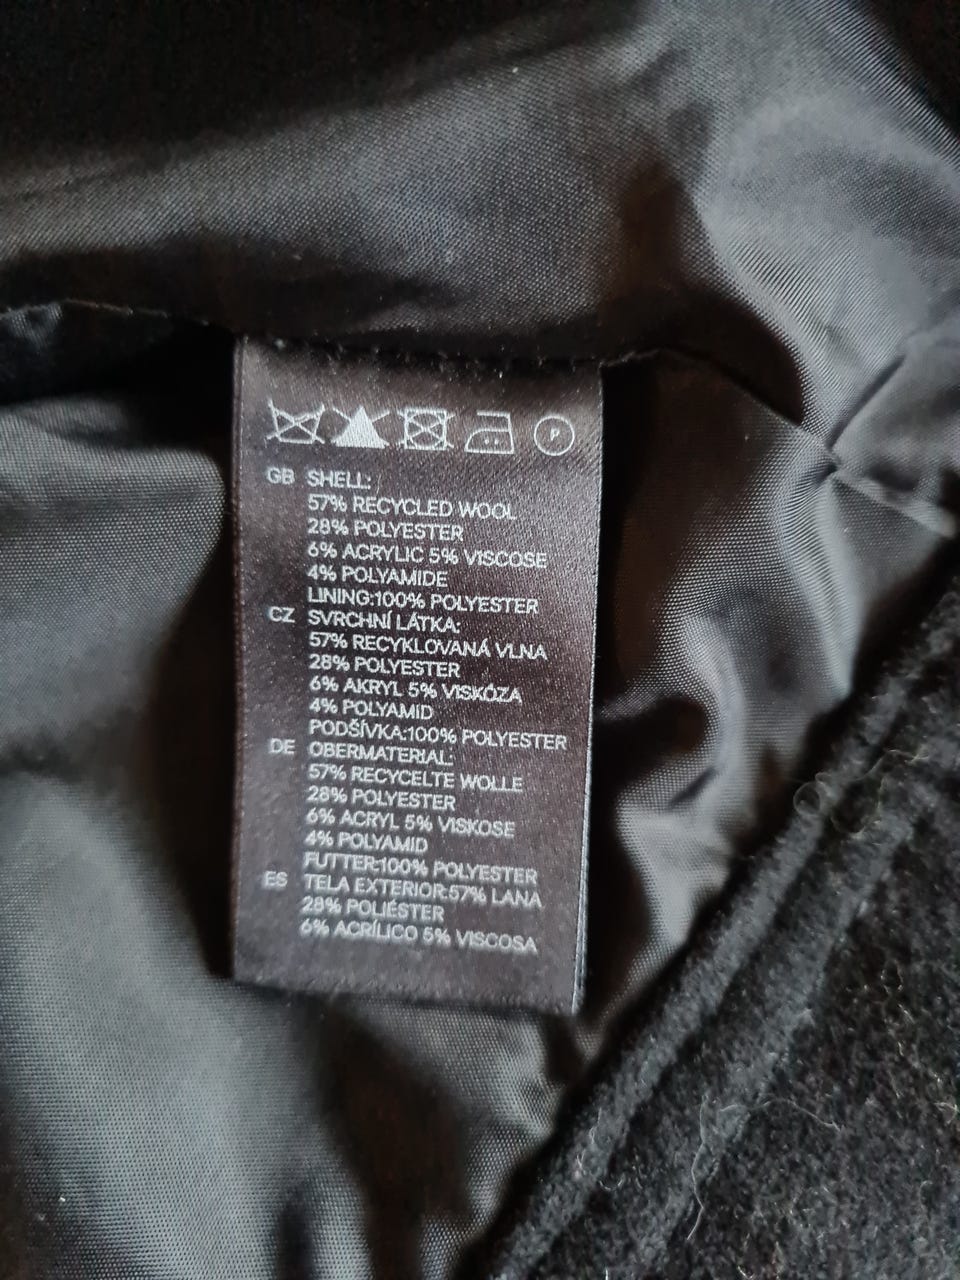 P
GB SHELL:
57% RECYCLED WOOL
28% POLYESTER
6% ACRYLIC 5% VISCOSE
4% POLYAMIDE
LINING:100% POLYESTER
CZ SVRCHNÍ LÁTKA:
57% RECYKLOVANÁ VLNA
28% POLYESTER
6% AKRYL 5% VISKÓZA
4% POLYAMID
PODŠÍVKA:100% POLYESTER
DE OBERMATERIAL:
57% RECYCELTE WOLLE
28% POLYESTER
6% ACRYL 5% VISKOSE
4% POLYAMID
FUTTER:100% POLYESTER
ES TELA EXTERIOR:57% LANA
28% POLIÉSTER
6% ACRÍLICO 5% VISCOSA